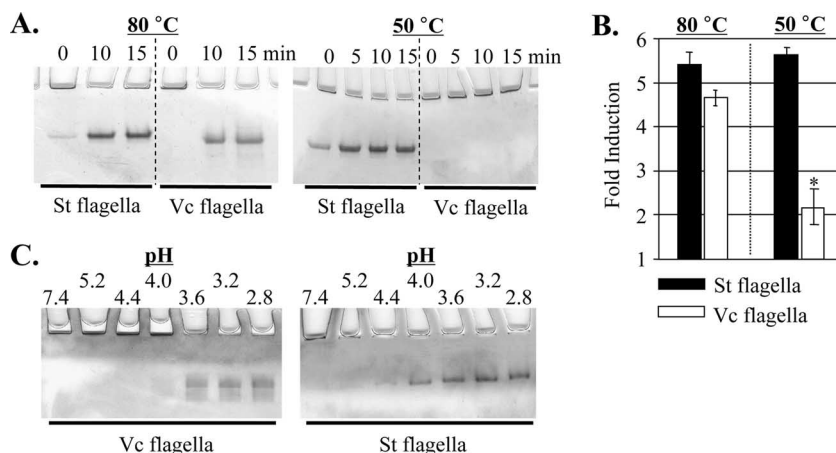 A.
80 °C
50 °C
0 10 15 0 10 15 min
0 5 10 15 0 5 10 15 min
St flagella
Vc flagella
St flagella
Vc flagella
B.
80 °C
50 °C
6
5
4
3
2
1
Fold Induction
*
St flagella
Vc flagella
C.
pH
7.4 5.2 4.4 4.0 3.6 3.2 2.8
Vc flagella
pH
7.4 5.2 4.4 4.0 3.6 3.2 2.8
St flagella